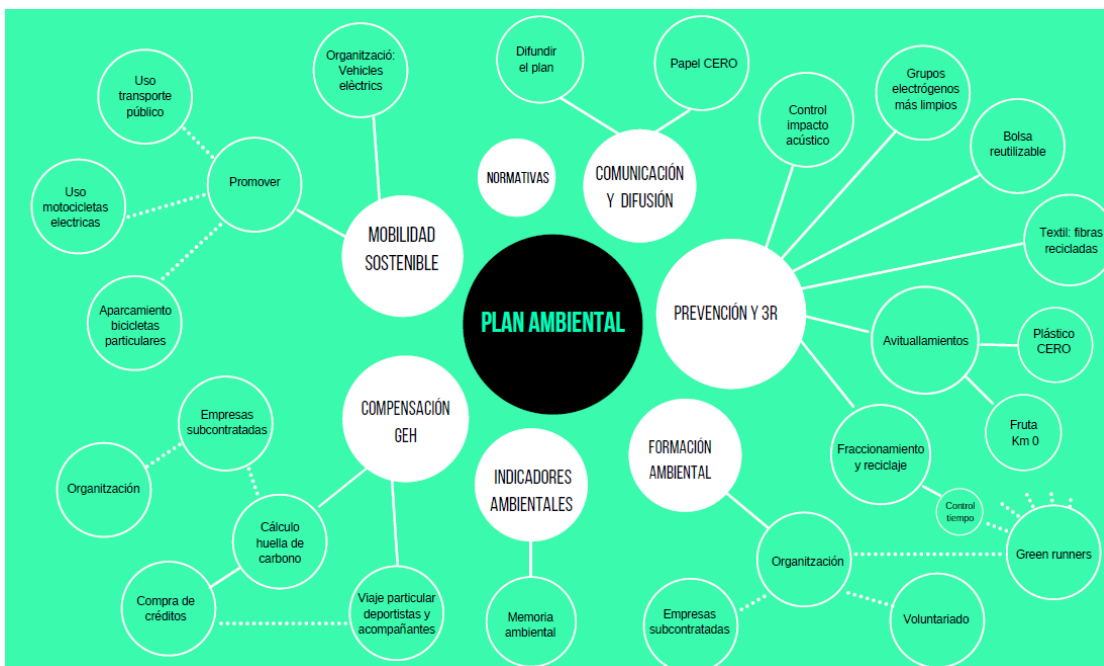 Organització:
Vehicles
elèctrics
Difundir
el plan
Papel CERO
Grupos
electrógenos
más limpios
Uso
transporte
público
Control
impacto
acústico
Bolsa
reutilizable
Promover
NORMATIVAS
COMUNICACIÓN
Y DIFUSIÓN
Uso
motocicletas
electricas
MOBILIDAD
SOSTENIBLE
Textil: fibras
recicladas
PLAN AMBIENTAL
PREVENCIÓN Y 3R
Aparcamiento
bicicletas
particulares
Avituallamientos
Plástico
CERO
COMPENSACIÓN
GEH
Empresas
subcontratadas
Fruta
Km 0
FORMACIÓN
AMBIENTAL
Fraccionamiento
y reciclaje
INDICADORES
AMBIENTALES
Organitzación
Control
tiempo
Cálculo
huella de
carbono
Green runners
Organitzación
Compra de
créditos
Viaje particular
deportistas y
acompañantes
Memoria
ambiental
Empresas
subcontratadas
Voluntariado